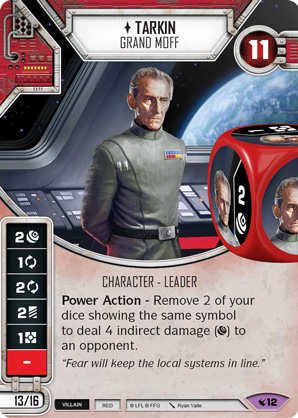 TARKIN
GRAND MOFF
11
2
2
1
2
2
1
–
CHARACTER - LEADER
Power Action - Remove 2 of your
dice showing the same symbol
to deal 4 indirect damage ( ) to
an opponent.
“Fear will keep the local systems in line.”
13/16
VILLAIN
RED
© LFL © FFG
Ryan Valle
12